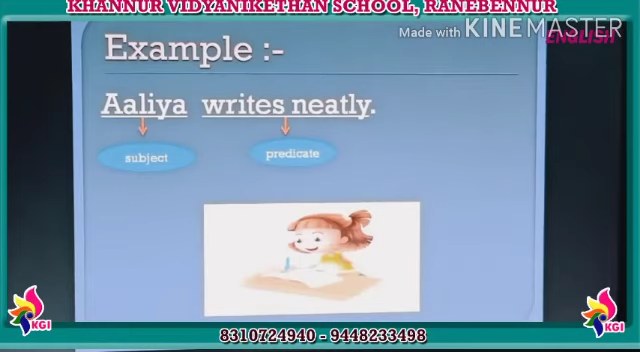 KHANNUR VIDYANIKETHAN SCHOOL, RANEBENNUR
Made with KINEMASTER
ENGLISH
Example :-
Aaliya writes neatly.
subject
predicate
KGI
KGI
8310724940 - 9448233498